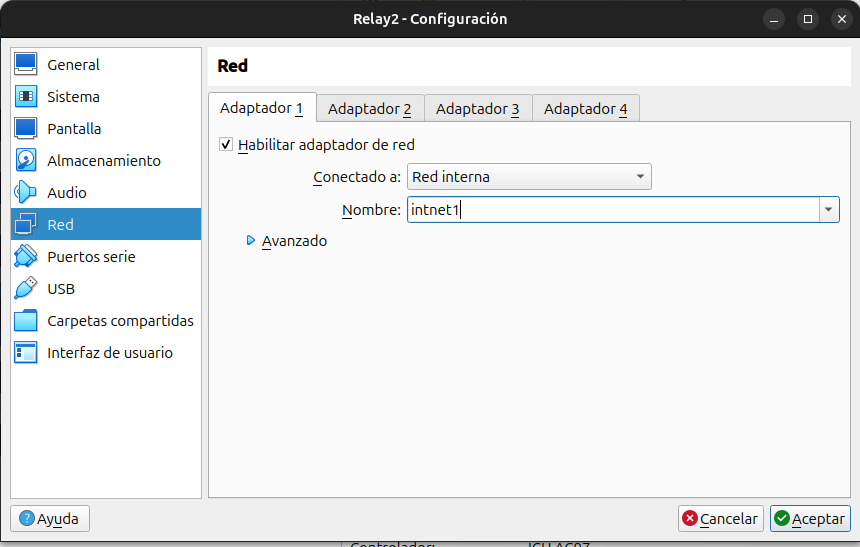 Relay2 - Configuración
General
Sistema
Pantalla
Almacenamiento
Audio
Red
Puertos serie
USB
Carpetas compartidas
Interfaz de usuario
Red
Adaptador 1 Adaptador 2 Adaptador 3 Adaptador 4
Habilitar adaptador de red
Conectado a: Red interna
Nombre: intnet1
Avanzado
Ayuda Cancelar Aceptar